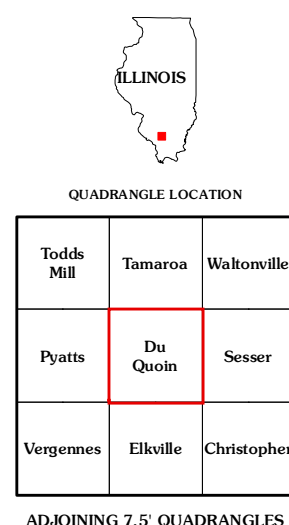 ILLINOIS
QUADRANGLE LOCATION
Todds
Mill
Tamaroa
Waltonville
Pyatts
Du
Quoin
Sesser
Vergennes
Elkville
Christopher
ADJOINING 7.5' QUADRANGLES